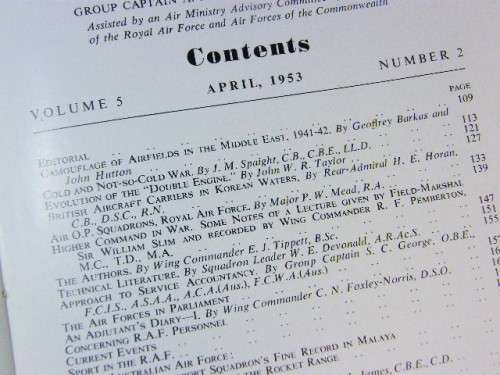 GROUP CAPTAIN
Assisted by an Air Ministry Advisory
of the Royal Air Force and Air Forces of the Commonwealth
Contents
VOLUME 5 APRIL, 1953 NUMBER 2
PAGE
EDITORIAL 109
CAMOUFLAGE OF AIRFIELDS IN THE MIDDLE EAST, 1941-42. By Geoffrey Barkas and
John Hutton 113
COLD AND NOT-SO-COLD WAR. By J. M. Spaight, C.B., C.B.E., LL.D. 121
EVOLUTION OF THE "DOUBLE ENGINE." By John W. R. Taylor 127
BRITISH AIRCRAFT CARRIERS IN KOREAN WATERS, By Rear-Admiral H. E. Horan,
C.B., D.S.C., R.N. 133
AIR O.P. SQUADRONS, ROYAL AIR FORCE. By Major P. W. Mead, R.A. 139
HIGHER COMMAND IN WAR. SOME NOTES OF A LECTURE GIVEN BY FIELD-MARSHAL
SIR WILLIAM SLIM AND RECORDED BY WING COMMANDER R. F. PEMBERTON,
M.C., T.D., M.A. 147
THE AUTHORS. By Wing Commander E. J. Tippett, B.Sc. 151
TECHNICAL LITERATURE. By Squadron Leader W. E. Devonald, A.R.Ae.S. 155
APPROACH TO SERVICE ACCOUNTANCY. By Group Captain S. C. George, O.B.E.,
F.C.I.S., A.S.A.A., A.C.A.(Aus.) F.C.W.A.(Aus.)
THE AIR FORCES IN PARLIAMENT
AN ADJUTANT'S DIARY—I. By Wing Commander C. N. Foxley-Norris, D.S.O.
CONCERNING R.A.F. PERSONNEL
CURRENT EVENTS
SPORT IN THE R.A.F.
AUSTRALIAN AIR FORCE:
SQUADRON'S FINE RECORD IN MALAYA
THE ROCKET RANGE
James, C.B.E., C.D.